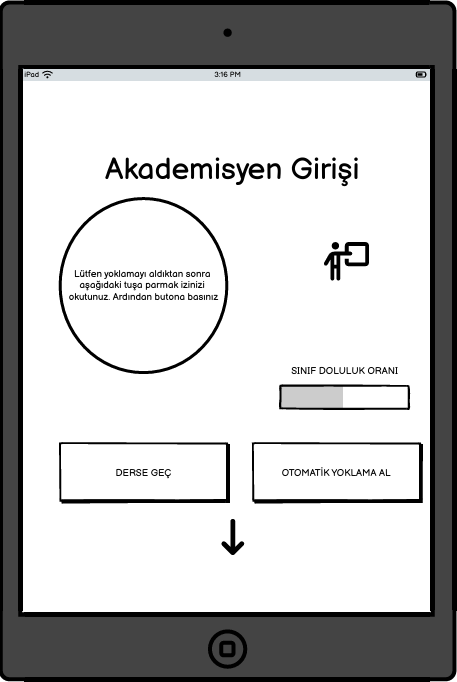 iPad
3:16 PM
Akademisyen Girişi
Lütfen yoklamayı aldıktan sonra
aşağıdaki tuşa parmak izinizi
okutunuz. Ardından butona basınız
SINIF DOLULUK ORANI
DERSE GEÇ
OTOMATİK YOKLAMA AL